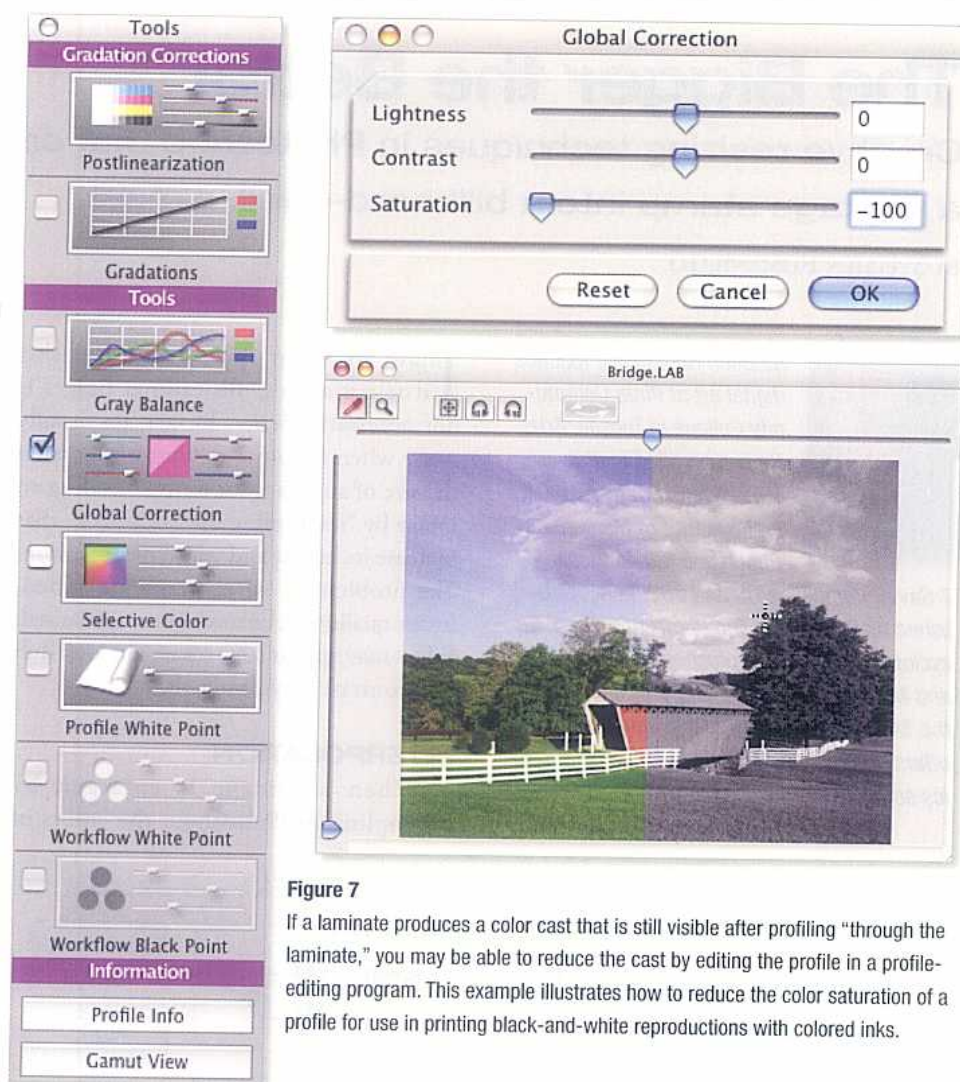 Tools
Gradation Corrections
Postlinearization
Gradations
Tools
Gray Balance
Global Correction
Selective Color
Profile White Point
Workflow White Point
Workflow Black Point
Information
Profile Info
Gamut View
Global Correction
Lightness 0
Contrast 0
Saturation -100
Reset Cancel OK
Bridge.LAB
Figure 7
If a laminate produces a color cast that is still visible after profiling “through the
laminate,” you may be able to reduce the cast by editing the profile in a profile-
editing program. This example illustrates how to reduce the color saturation of a
profile for use in printing black-and-white reproductions with colored inks.